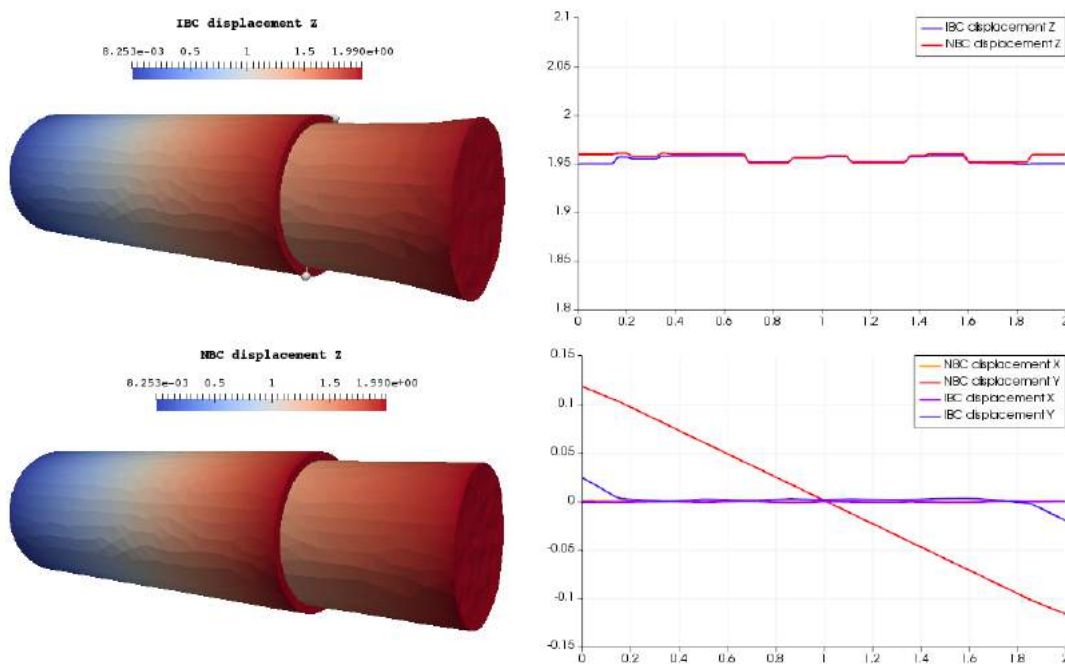 IBC displacement Z
8.253e-03 0.5 1 1.5 1.990e+00
2.1
2.05
2
1.95
1.9
1.85
1.8
0 0.2 0.4 0.6 0.8 1 1.2 1.4 1.6 1.8 2
IBC displacement Z
NBC displacement Z
NBC displacement Z
8.253e-03 0.5 1 1.5 1.990e+00
0.15
0.1
0.05
0
-0.05
-0.1
-0.15
0 0.2 0.4 0.6 0.8 1 1.2 1.4 1.6 1.8 2
NBC displacement X
NBC displacement Y
IBC displacement X
IBC displacement Y